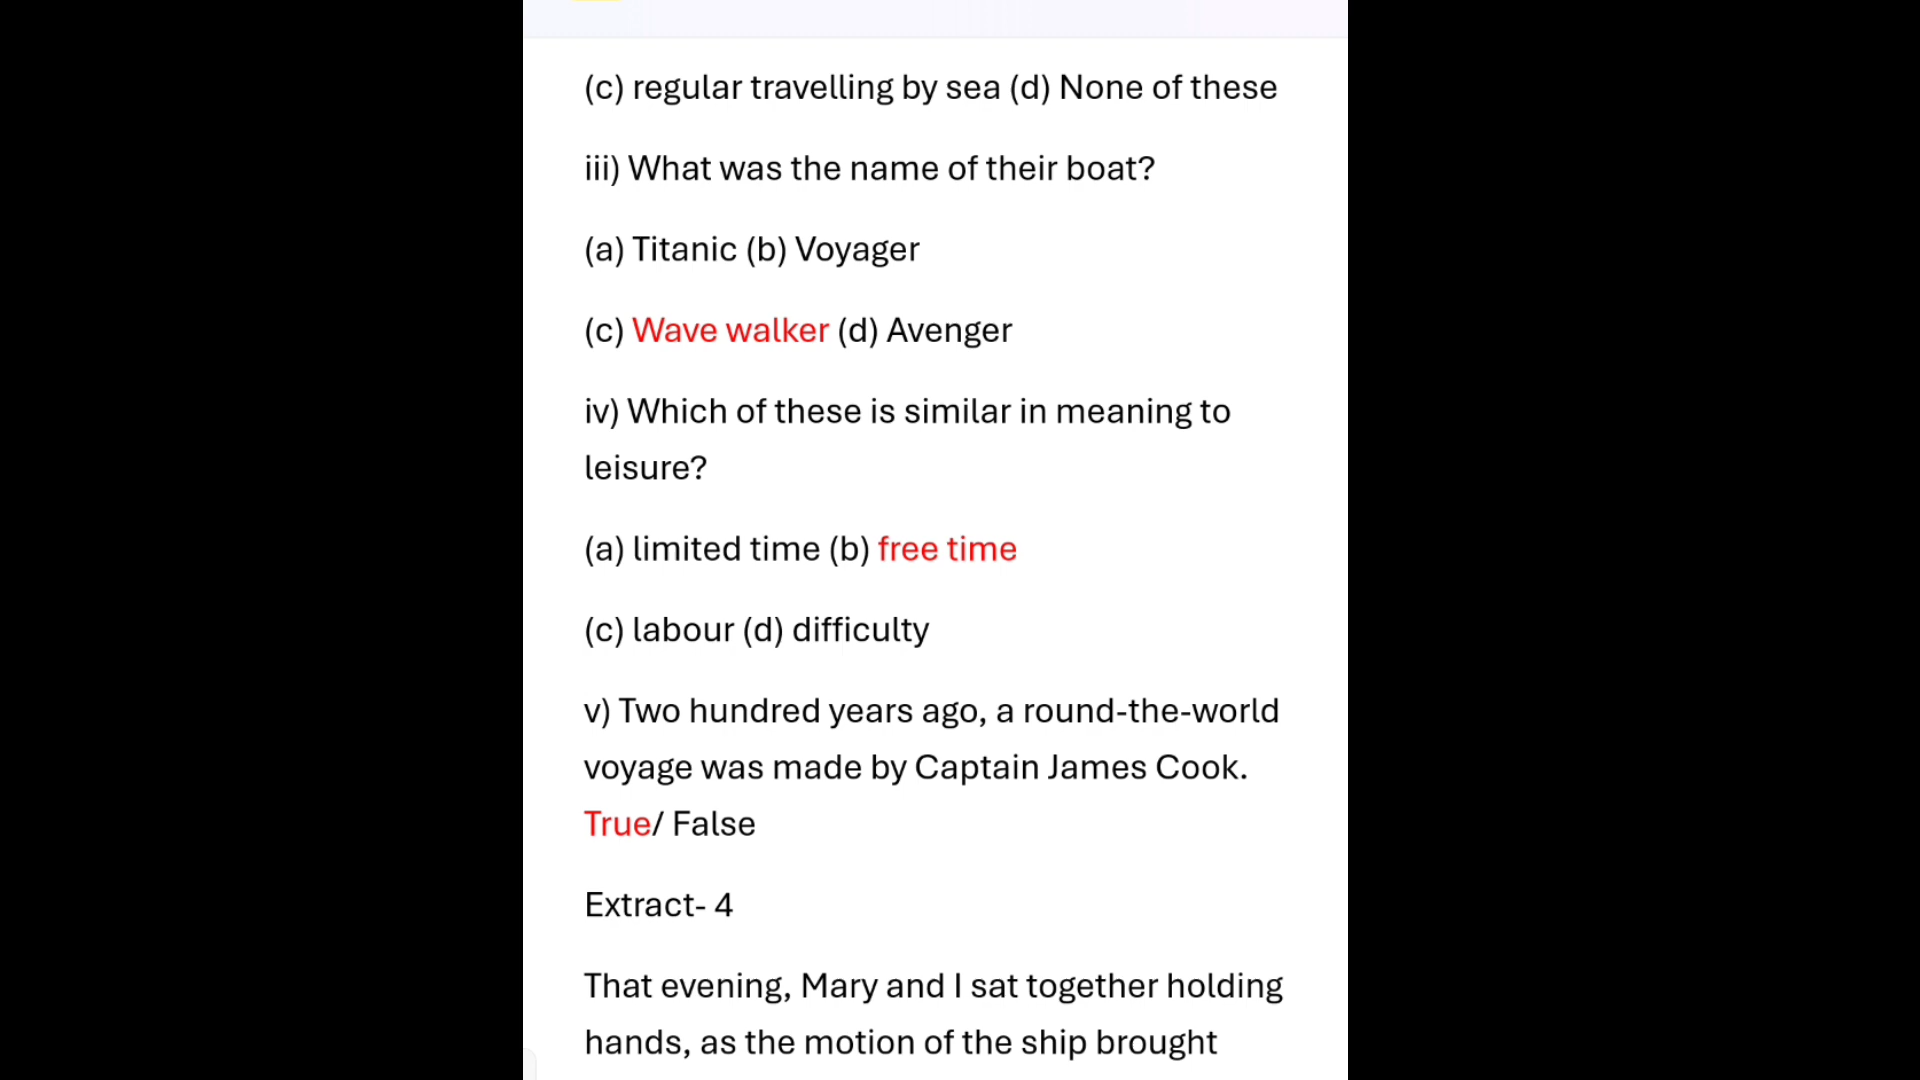 (c) regular travelling by sea (d) None of these
iii) What was the name of their boat?
(a) Titanic (b) Voyager
(c) Wave walker (d) Avenger
iv) Which of these is similar in meaning to
leisure?
(a) limited time (b) free time
(c) labour (d) difficulty
v) Two hundred years ago, a round-the-world
voyage was made by Captain James Cook.
True/ False
Extract- 4
That evening, Mary and I sat together holding
hands, as the motion of the ship brought